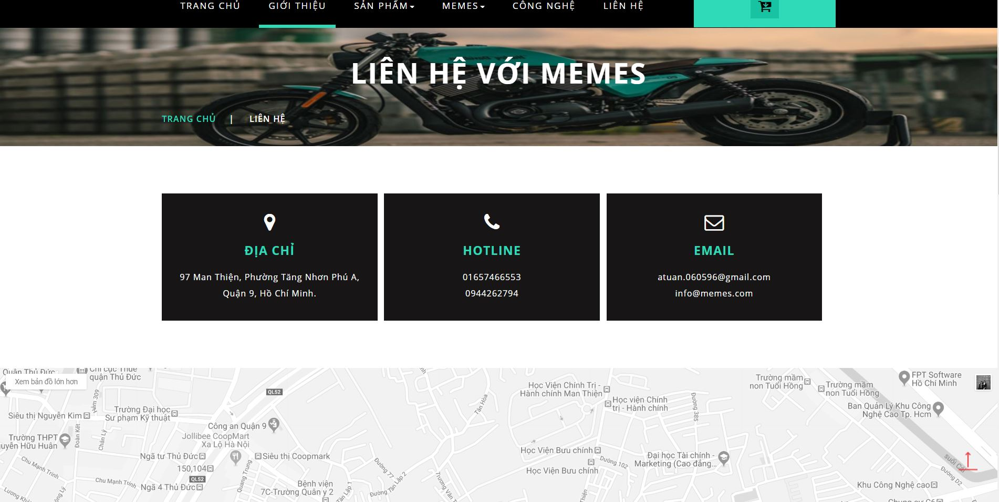 TRANG CHỦ GIỚI THIỆU SẢN PHẨM MEMES CÔNG NGHỆ LIÊN HỆ
LIÊN HỆ VỚI MEMES
TRANG CHỦ | LIÊN HỆ
ĐỊA CHỈ
97 Man Thiện, Phường Tăng Nhơn Phú A,
Quận 9, Hồ Chí Minh.
HOTLINE
01657466553
0944262794
EMAIL
atuan.060596@gmail.com
info@memes.com
Quận Thủ Đức
Chi cục Thuế
quận Thủ Đức
Xem bản đồ lớn hơn
QL52
Hẻm 309
Siêu thị Nguyễn Kim
Trường Đại học
Sư phạm Kỹ thuật
Công an Quận 9
Trường THPT
uyễn Hữu Huân
Đoàn Kết
Chân Lý
Jollibee CoopMart
Xa Lộ Hà Nội
Ngã tư Thủ Đức
Siêu thị Coopmark
150,104
Chu Mạnh Trinh
Chu Mạnh Trinh
QL52
Ngã 4 Thủ Đức
Quang Trung
Bệnh viện
7C-Trường Quân y 2
Tân Lập 1
Đường 77
Đường Tân Lập 2
Tân Hòa
Học Viện Chính Trị -
Hành chính Man Thiện
Học viện Chính
trị - Hành chính
Đường 385
Học Viện Bưu chính
Học Viện Bưu chính
Đường 102
Đại học Tài chính -
Marketing (Cao đẳng...
Trường mầm
non Tuổi Hồng
Trường mầm
non Tuổi Hồng
FPT Software
Hồ Chí Minh
Ban Quản Lý Khu Công
Nghệ Cao Tp. Hcm
suối Cái
Đường D2
Khu Công Nghệ cao